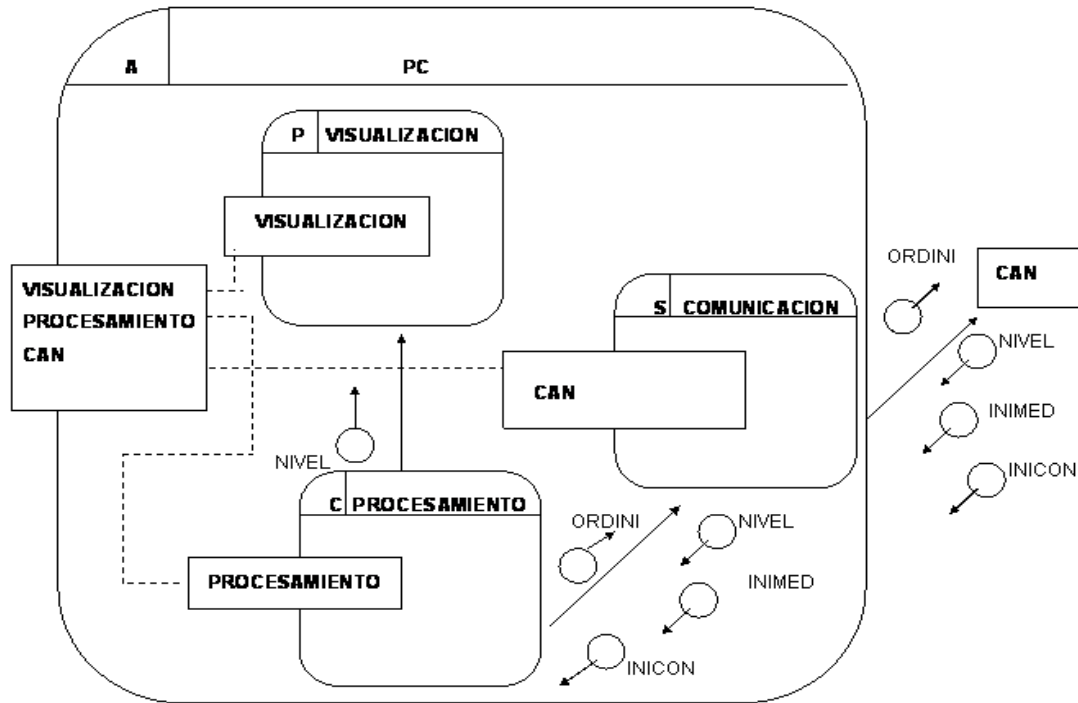 A PC
P VISUALIZACION
VISUALIZACION
VISUALIZACION
PROCESAMIENTO
CAN
S COMUNICACION
CAN
ORDINI
CAN
NIVEL
INIMED
INICON
NIVEL
C PROCESAMIENTO
PROCESAMIENTO
ORDINI
NIVEL
INIMED
INICON